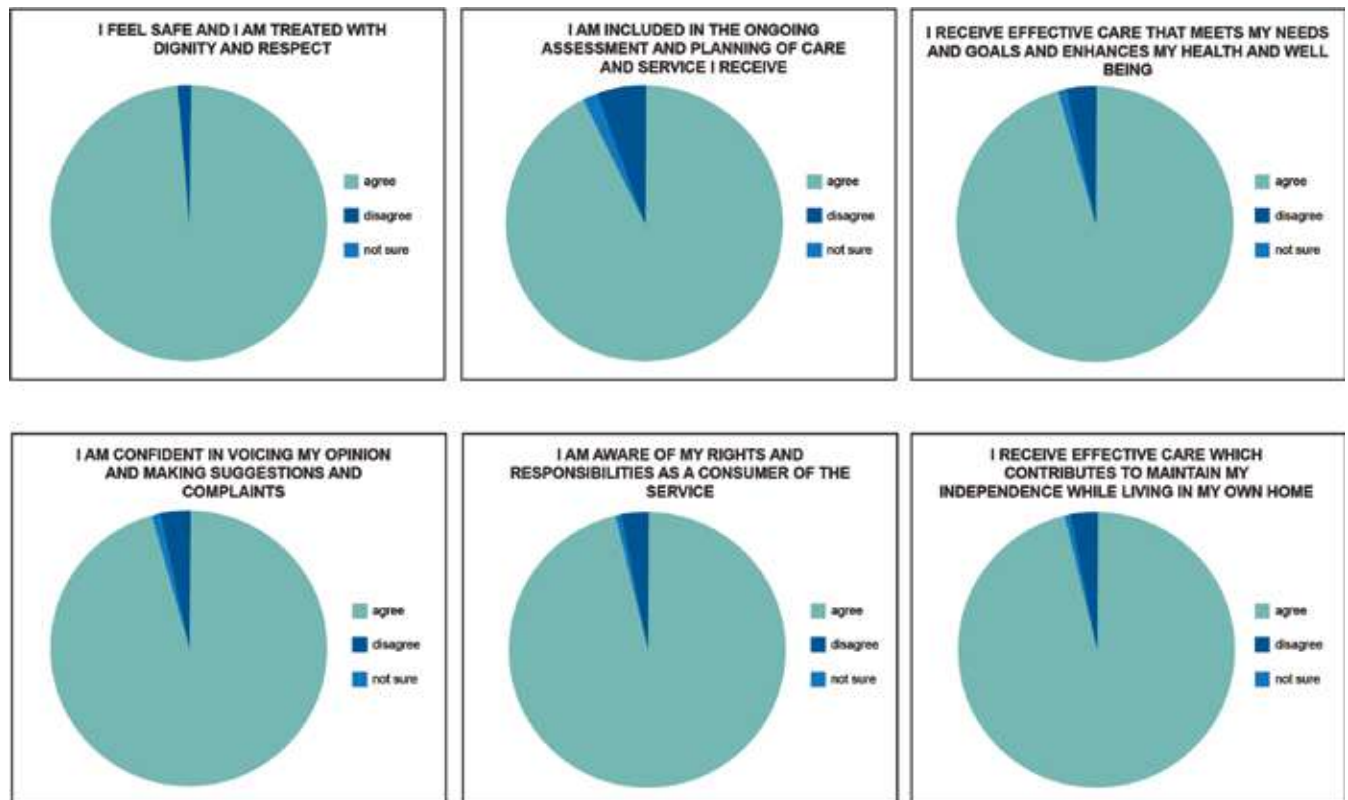 I FEEL SAFE AND I AM TREATED WITH
DIGNITY AND RESPECT
agree
disagree
not sure
I AM INCLUDED IN THE ONGOING
ASSESSMENT AND PLANNING OF CARE
AND SERVICE I RECEIVE
agree
disagree
not sure
I RECEIVE EFFECTIVE CARE THAT MEETS MY NEEDS
AND GOALS AND ENHANCES MY HEALTH AND WELL
BEING
agree
disagree
not sure
I AM CONFIDENT IN VOICING MY OPINION
AND MAKING SUGGESTIONS AND
COMPLAINTS
agree
disagree
not sure
I AM AWARE OF MY RIGHTS AND
RESPONSIBILITIES AS A CONSUMER OF THE
SERVICE
agree
disagree
not sure
I RECEIVE EFFECTIVE CARE WHICH
CONTRIBUTES TO MAINTAIN MY
INDEPENDENCE WHILE LIVING IN MY OWN HOME
agree
disagree
not sure